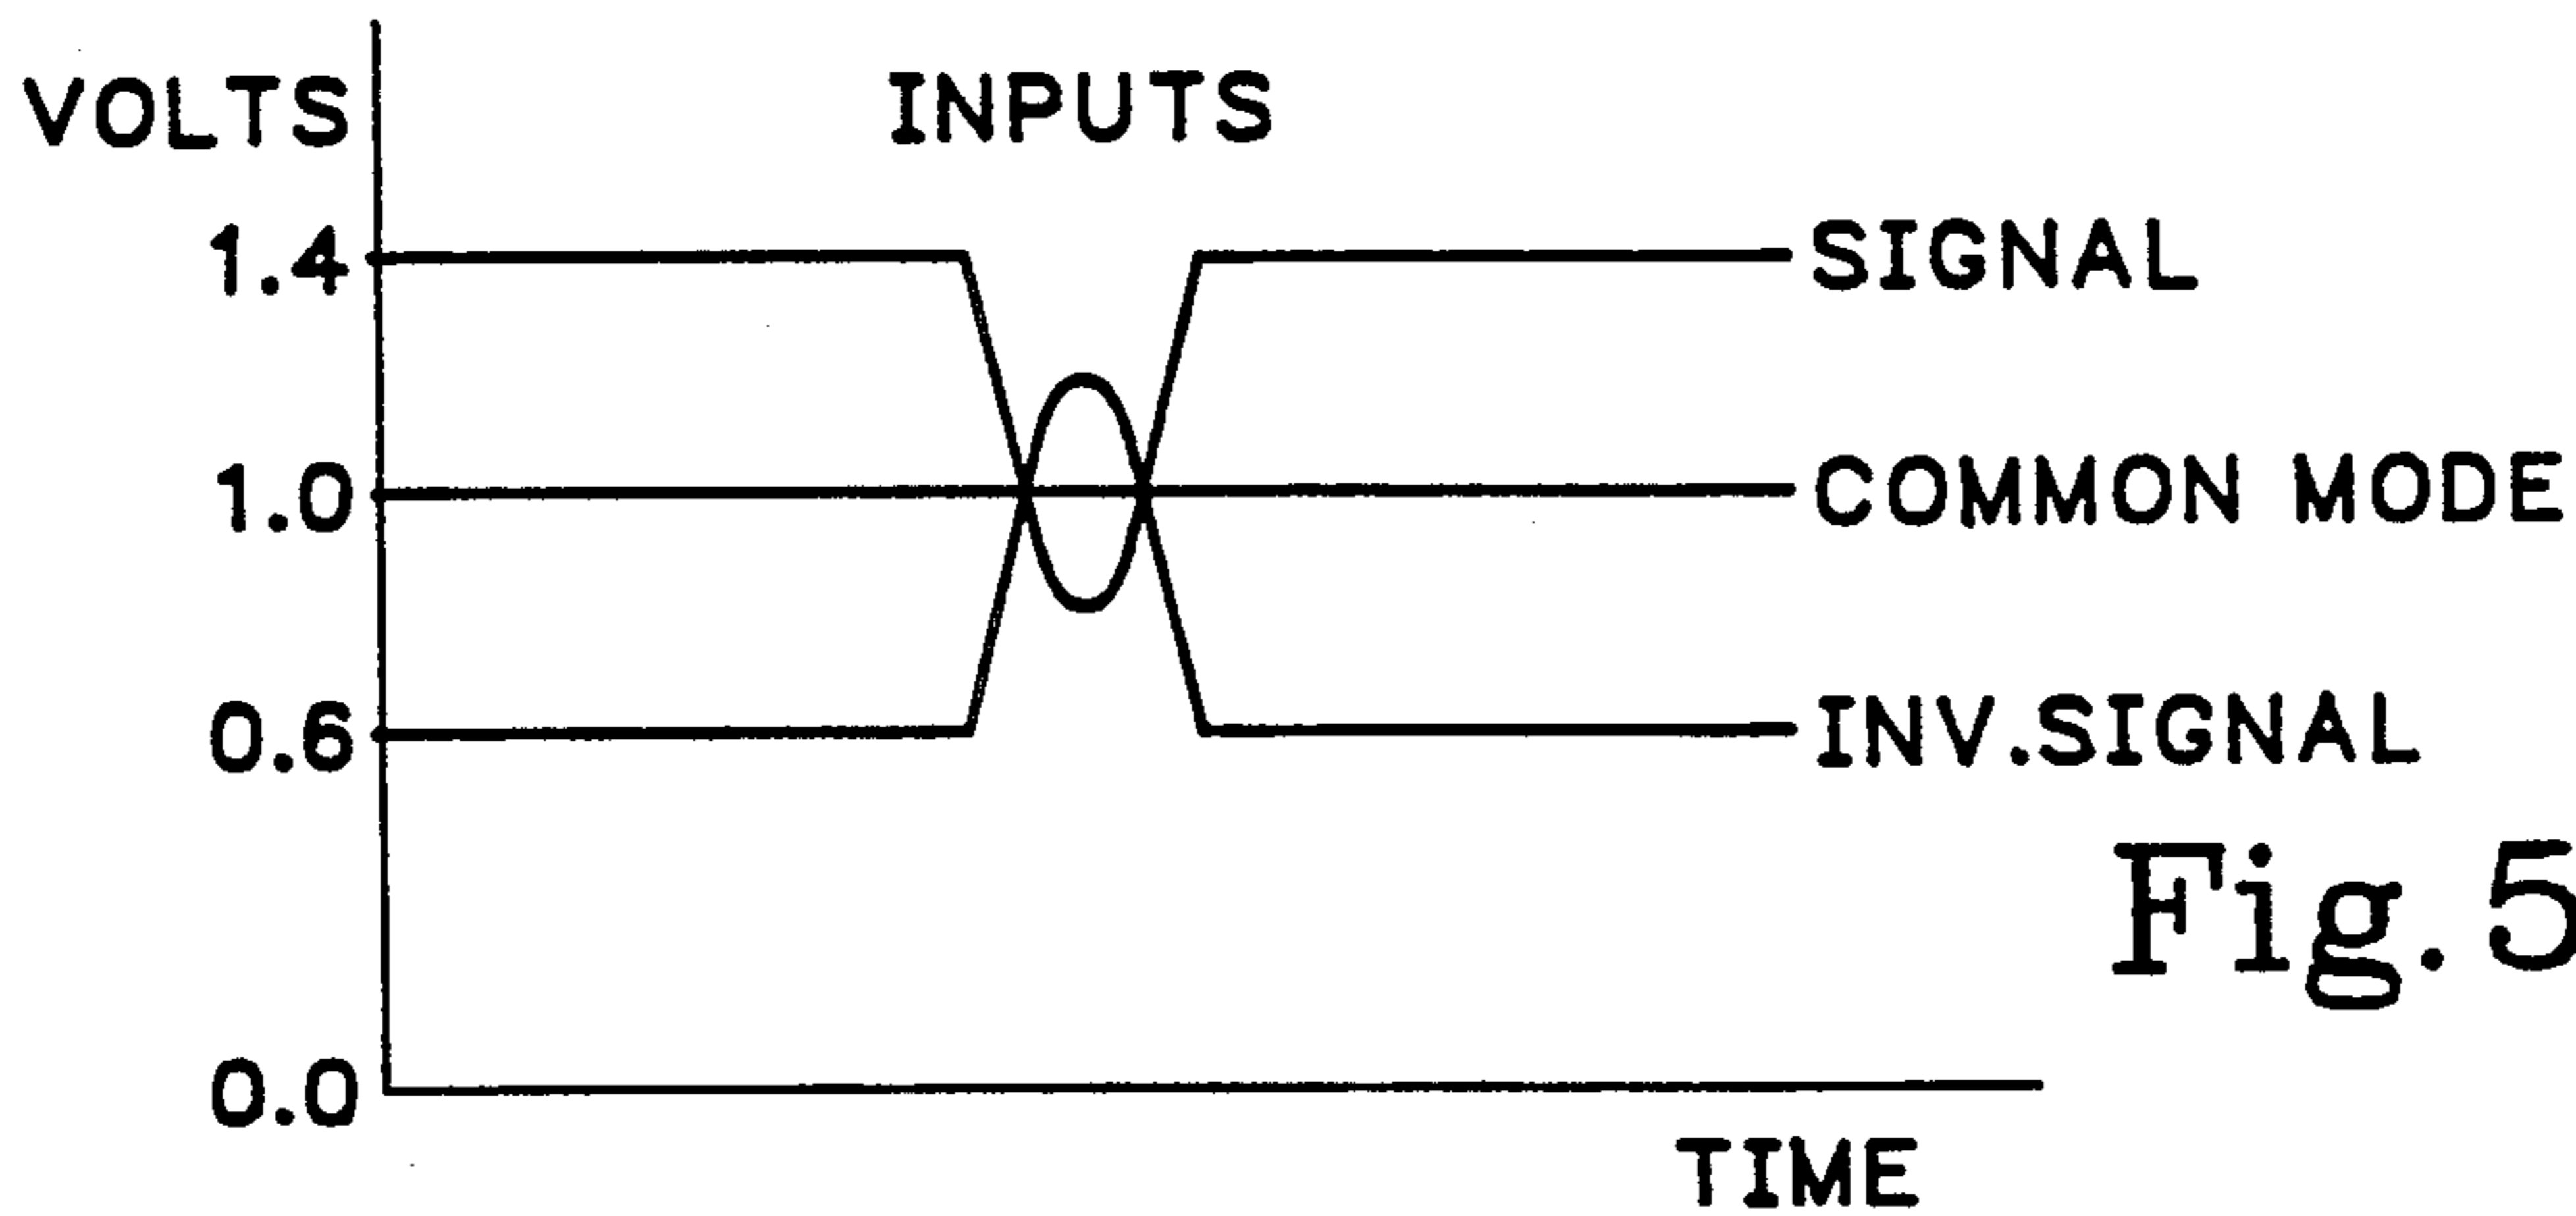 VOLTS
INPUTS
1.4
SIGNAL
1.0
COMMON MODE
0.6
INV.SIGNAL
Fig. 5
0.0
TIME